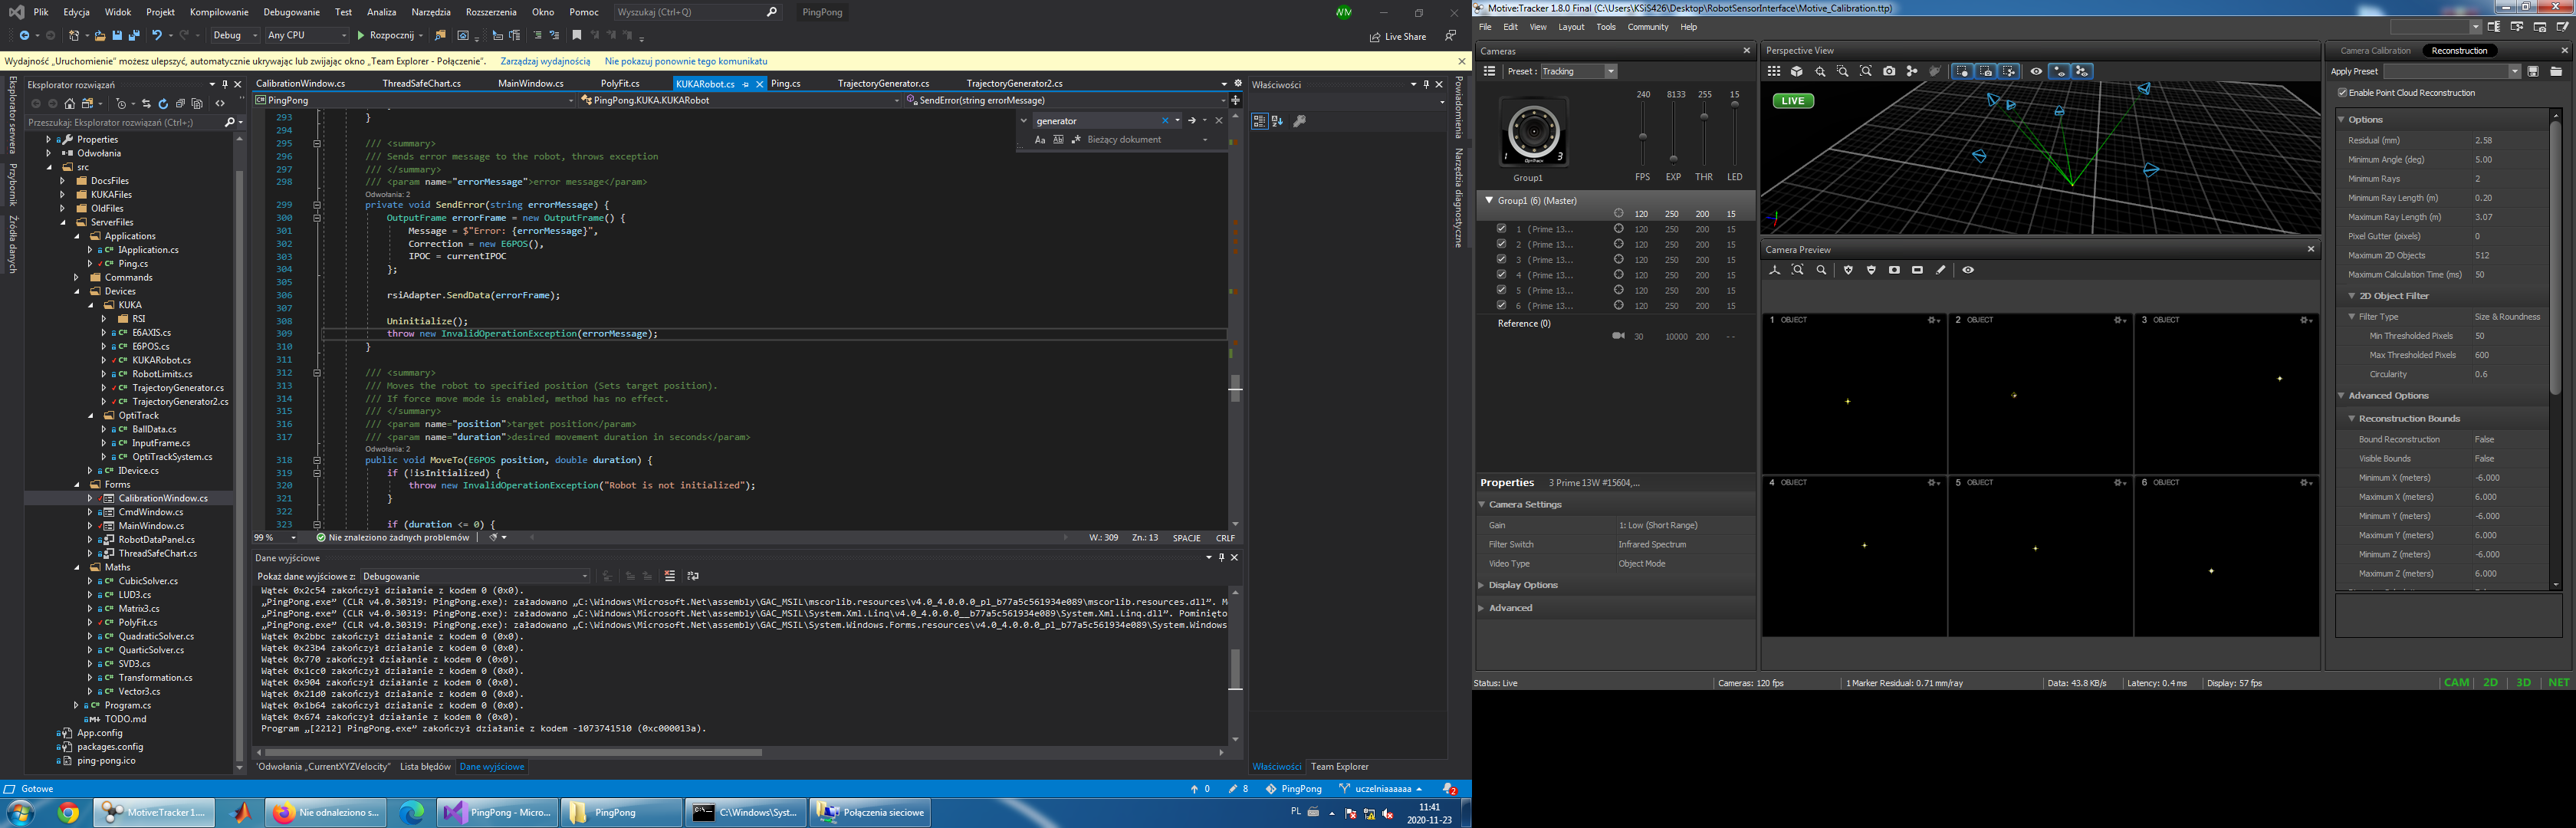 Plik Edycja Widok Projekt Kompilowanie Debugowanie Test Analiza Narzędzia Rozszerzenia Okno Pomoc Wyszukaj (Ctrl+Q) PingPong WM
Debug Any CPU Rozpocznij Live Share
Wydajność „Uruchomienie” możesz ulepszyć, automatycznie ukrywając lub zwijając okno „Team Explorer - Połączenie”. Zarządzaj wydajnością Nie pokazuj ponownie tego komunikatu
Eksplorator serwera
Przybornik
Źródła danych
Eksplorator rozwiązań
Przeszukaj: Eksplorator rozwiązań (Ctrl+;)
Properties
Odwołania
src
DocsFiles
KUKAFiles
OldFiles
ServerFiles
Applications
IApplication.cs
Ping.cs
Commands
Devices
KUKA
RSI
E6AXIS.cs
E6POS.cs
KUKARobot.cs
RobotLimits.cs
TrajectoryGenerator.cs
TrajectoryGenerator2.cs
OptiTrack
BallData.cs
InputFrame.cs
OptiTrackSystem.cs
IDevice.cs
Forms
CalibrationWindow.cs
CmdWindow.cs
MainWindow.cs
RobotDataPanel.cs
ThreadSafeChart.cs
Maths
CubicSolver.cs
LUD3.cs
Matrix3.cs
PolyFit.cs
QuadraticSolver.cs
QuarticSolver.cs
SVD3.cs
Transformation.cs
Vector3.cs
Program.cs
TODO.md
App.config
packages.config
ping-pong.ico
CalibrationWindow.cs ThreadSafeChart.cs MainWindow.cs PolyFit.cs KUKARobot.cs Ping.cs TrajectoryGenerator.cs TrajectoryGenerator2.cs
PingPong PingPong.KUKA.KUKARobot SendError(string errorMessage)
generator
Aa Bieżący dokument
293 }
294
295 /// <summary>
296 /// Sends error message to the robot, throws exception
297 /// </summary>
298 /// <param name="errorMessage">error message</param>
Odwołania: 2
299 private void SendError(string errorMessage) {
300 OutputFrame errorFrame = new OutputFrame() {
301 Message = $"Error: {errorMessage}",
302 Correction = new E6POS(),
303 IPOC = currentIPOC
304 };
305
306 rsiAdapter.SendData(errorFrame);
307
308 Uninitialize();
309 throw new InvalidOperationException(errorMessage);
310 }
311
312 /// <summary>
313 /// Moves the robot to specified position (Sets target position).
314 /// If force move mode is enabled, method has no effect.
315 /// </summary>
316 /// <param name="position">target position</param>
317 /// <param name="duration">desired movement duration in seconds</param>
Odwołania: 2
318 public void MoveTo(E6POS position, double duration) {
319 if (!isInitialized) {
320 throw new InvalidOperationException("Robot is not initialized");
321 }
322
323 if (duration <= 0) {
99 % Nie znaleziono żadnych problemów W.: 309 Zn.: 13 SPACJE CRLF
Dane wyjściowe
Pokaż dane wyjściowe z: Debugowanie
Wątek 0x2c54 zakończył działanie z kodem 0 (0x0).
„PingPong.exe” (CLR v4.0.30319: PingPong.exe): załadowano „C:\Windows\Microsoft.Net\assembly\GAC_MSIL\mscorlib.resources\v4.0_4.0.0.0_pl_b77a5c561934e089\mscorlib.resources.dll”. M
„PingPong.exe” (CLR v4.0.30319: PingPong.exe): załadowano „C:\Windows\Microsoft.Net\assembly\GAC_MSIL\System.Xml.Linq\v4.0_4.0.0.0__b77a5c561934e089\System.Xml.Linq.dll”. Pominięto
„PingPong.exe” (CLR v4.0.30319: PingPong.exe): załadowano „C:\Windows\Microsoft.Net\assembly\GAC_MSIL\System.Windows.Forms.resources\v4.0_4.0.0.0_pl_b77a5c561934e089\System.Windows
Wątek 0x2bbc zakończył działanie z kodem 0 (0x0).
Wątek 0x23b4 zakończył działanie z kodem 0 (0x0).
Wątek 0x770 zakończył działanie z kodem 0 (0x0).
Wątek 0x1cc0 zakończył działanie z kodem 0 (0x0).
Wątek 0x904 zakończył działanie z kodem 0 (0x0).
Wątek 0x21d0 zakończył działanie z kodem 0 (0x0).
Wątek 0x1b64 zakończył działanie z kodem 0 (0x0).
Wątek 0x674 zakończył działanie z kodem 0 (0x0).
Program „[2212] PingPong.exe” zakończył działanie z kodem -1073741510 (0xc000013a).
'Odwołania „CurrentXYZVelocity” Lista błędów Dane wyjściowe
Właściwości
Właściwości Team Explorer
Powiadomienia
Narzędzia diagnostyczne
Gotowe 0 8 PingPong uczelniaaaaaa 2
Motive:Tracker 1.... Nie odnaleziono s... PingPong - Micro... PingPong C:\Windows\Syst... Połączenia sieciowe PL 11:41
2020-11-23
Motive:Tracker 1.8.0 Final (C:\Users\KSiS426\Desktop\RobotSensorInterface\Motive_Calibration.ttp)
File Edit View Layout Tools Community Help
Cameras
Preset : Tracking
240 8133 255 15
1 OptiTrack 3
Group1
FPS EXP THR LED
Group1 (6) (Master)
120 250 200 15
1 (Prime 13... 120 250 200 15
2 (Prime 13... 120 250 200 15
3 (Prime 13... 120 250 200 15
4 (Prime 13... 120 250 200 15
5 (Prime 13... 120 250 200 15
6 (Prime 13... 120 250 200 15
Reference (0)
30 10000 200 --
Properties 3 Prime 13W #15604,...
Camera Settings
Gain 1: Low (Short Range)
Filter Switch Infrared Spectrum
Video Type Object Mode
Display Options
Advanced
Perspective View
LIVE
Camera Preview
1 OBJECT 2 OBJECT 3 OBJECT
4 OBJECT 5 OBJECT 6 OBJECT
Camera Calibration Reconstruction
Apply Preset
Enable Point Cloud Reconstruction
Options
Residual (mm) 2.58
Minimum Angle (deg) 5.00
Minimum Rays 2
Minimum Ray Length (m) 0.20
Maximum Ray Length (m) 3.07
Pixel Gutter (pixels) 0
Maximum 2D Objects 512
Maximum Calculation Time (ms) 50
2D Object Filter
Filter Type Size & Roundness
Min Thresholded Pixels 50
Max Thresholded Pixels 600
Circularity 0.6
Advanced Options
Reconstruction Bounds
Bound Reconstruction False
Visible Bounds False
Minimum X (meters) -6.000
Maximum X (meters) 6.000
Minimum Y (meters) -6.000
Maximum Y (meters) 6.000
Minimum Z (meters) -6.000
Maximum Z (meters) 6.000
Status: Live Cameras: 120 fps 1 Marker Residual: 0.71 mm/ray Data: 43.8 KB/s Latency: 0.4 ms Display: 57 fps CAM 2D 3D NET